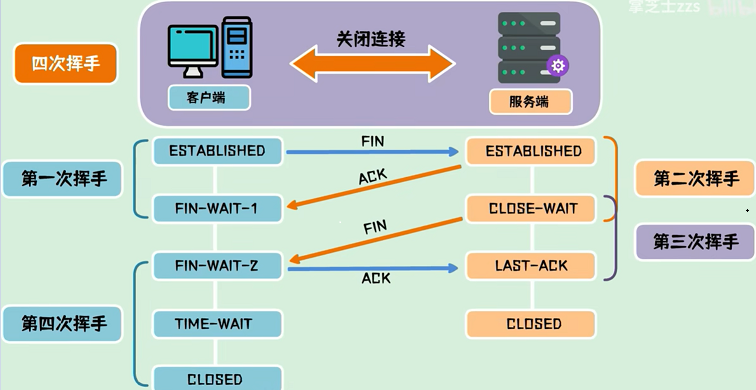 掌芝士zzs
bilibili
四次挥手
关闭连接
客户端
服务端
ESTABLISHED
FIN
ESTABLISHED
第一次挥手
ACK
第二次挥手
FIN-WAIT-1
CLOSE-WAIT
FIN
第三次挥手
FIN-WAIT-2
LAST-ACK
ACK
第四次挥手
TIME-WAIT
CLOSED
CLOSED